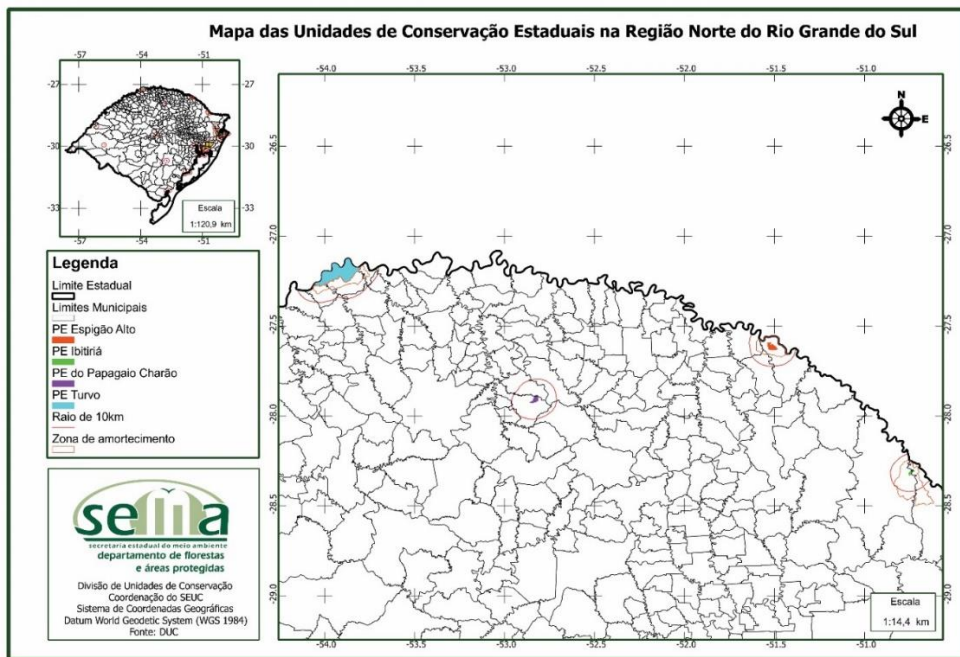 Mapa das Unidades de Conservação Estaduais na Região Norte do Rio Grande do Sul
-57 -54 -51
-27 -27
-30 -30
-33 -33
-57 -54 -51
Escala
1:120,9 km
Legenda
Limite Estadual
Limites Municipais
PE Espigão Alto
PE Ibitiriá
PE do Papagaio Charão
PE Turvo
Raio de 10km
Zona de amortecimento
sema
secretaria estadual do meio ambiente
departamento de florestas
e áreas protegidas
Divisão de Unidades de Conservação
Coordenação do SEUC
Sistema de Coordenadas Geográficas
Datum World Geodetic System (WGS 1984)
Fonte: DUC
-54.0 -53.5 -53.0 -52.5 -52.0 -51.5 -51.0
N
E
-26.5 -26.5
-27.0 -27.0
-27.5 -27.5
-28.0 -28.0
-28.5 -28.5
-29.0 -29.0
Escala
1:14,4 km
-54.0 -53.5 -53.0 -52.5 -52.0 -51.5 -51.0